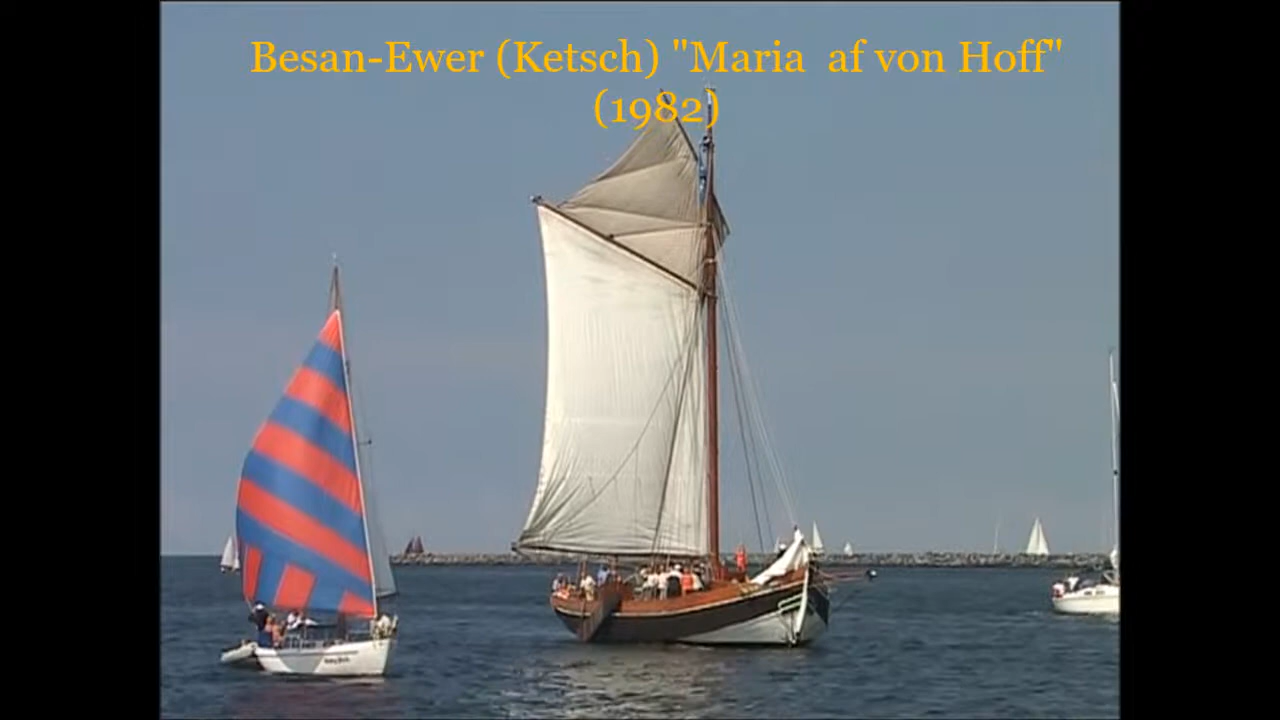 Besan-Ewer (Ketsch) "Maria  af von Hoff"
(1982)